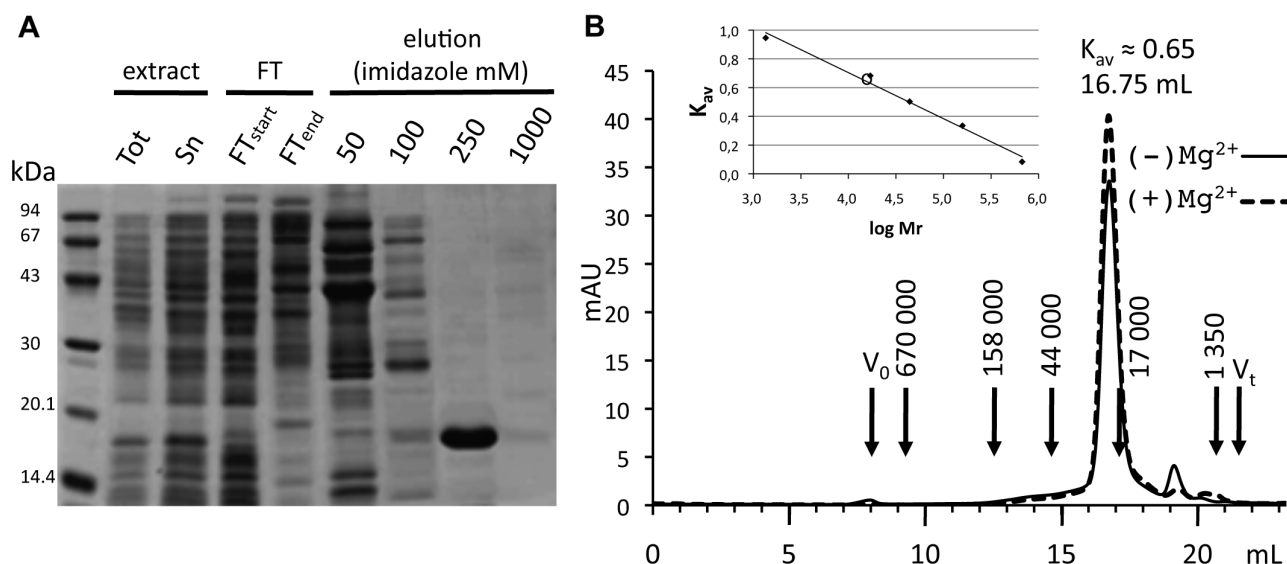 A
extract
FT
elution
(imidazole mM)
Tot
Sn
FTstart
FTend
50
100
250
1000
kDa
94
67
43
30
20.1
14.4
B
Kav ≈ 0.65
16.75 mL
1,0
0,8
0,6
0,4
0,2
0,0
3,0
4,0
4,5
5,0
6,0
Kav
log Mr
(-)Mg2+
(+)Mg2+
45
40
35
30
25
20
15
10
5
0
mAU
V0
670 000
158 000
44 000
17 000
1 350
Vt
0
5
10
15
20
mL